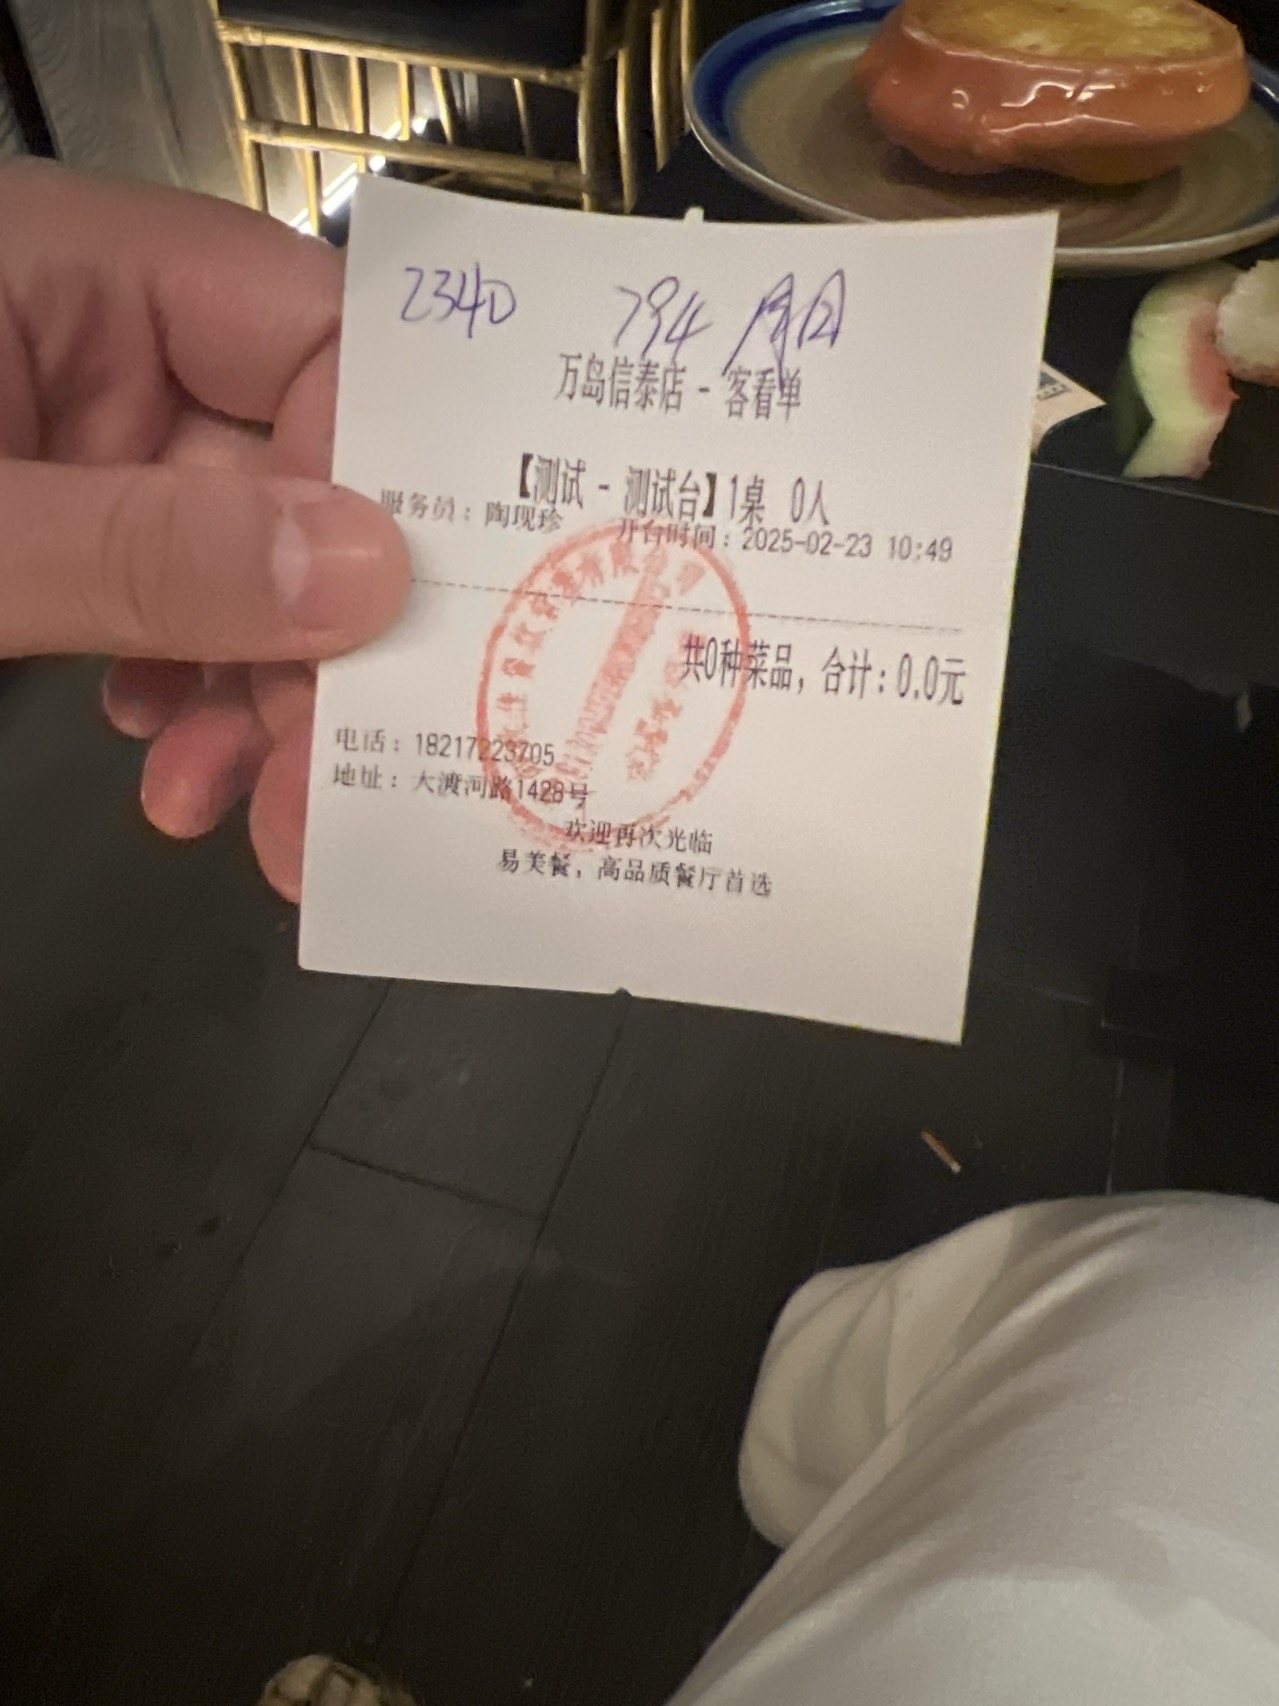 2340 794
万岛信泰店 - 客看单
【测试 - 测试台】1桌 0人
服务员：陶现珍 开台时间：2025-02-23 10:49
共0种菜品，合计：0.0元
电话：18217223705
地址：大渡河路1428号
欢迎再次光临
易美餐，高品质餐厅首选